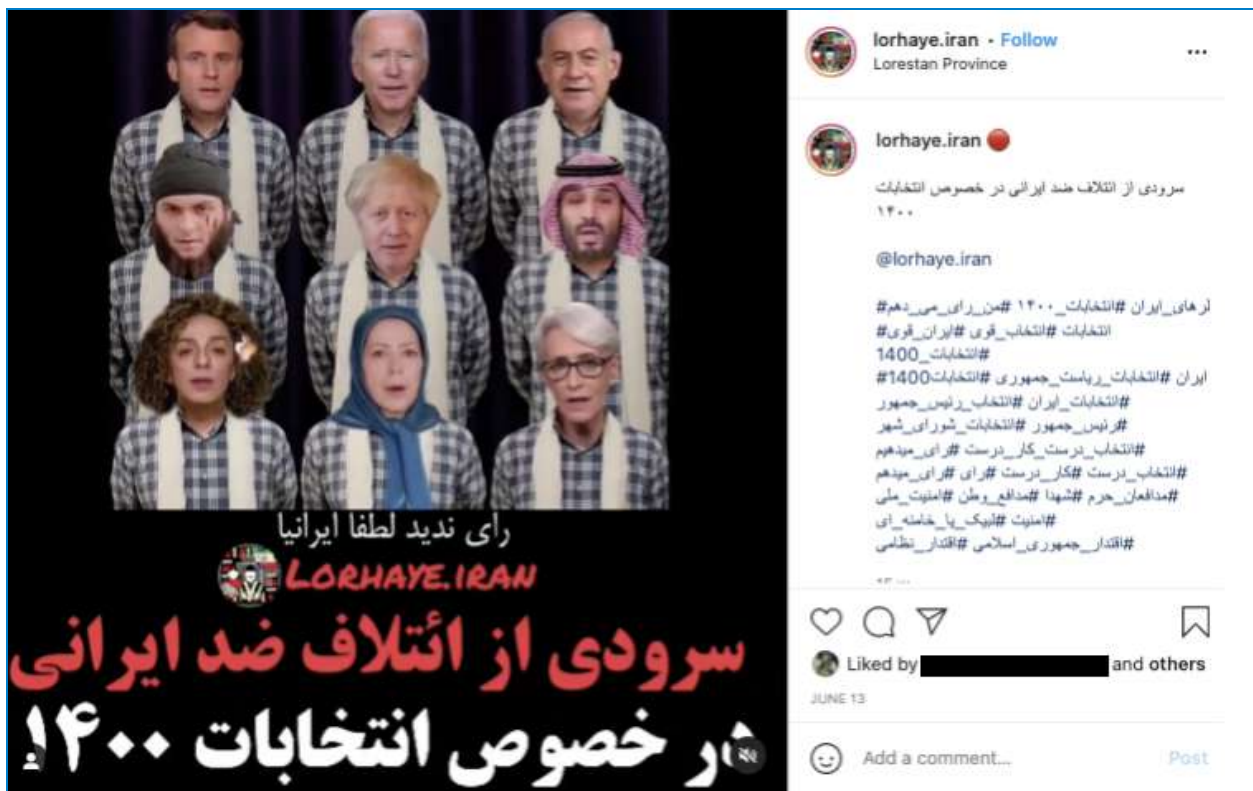 رأی ندید لطفا ایرانیا
LORHAYE.IRAN
سرودی از ائتلاف ضد ایرانی
در خصوص انتخابات ۱۴۰۰
lorhaye.iran • Follow
Lorestan Province
lorhaye.iran
سرودی از ائتلاف ضد ایرانی در خصوص انتخابات
۱۴۰۰
@lorhaye.iran
#لرهای_ایران #انتخابات_۱۴۰۰ #من_رای_می_دهم
#انتخابات #انتخاب_قوی #ایران_قوی
#انتخابات_1400
#ایران #انتخابات_ریاست_جمهوری #انتخابات1400
#انتخابات_ایران #انتخاب_رئیس_جمهور
#رئیس_جمهور #انتخابات_شورای_شهر
#انتخاب_درست_کار_درست #رای_میدهیم
#انتخاب_درست #کار_درست #رای #رای_میدهم
#مدافعان_حرم #شهدا #مدافع_وطن #امنیت_ملی
#امنیت #لبیک_یا_خامنه_ای
#اقتدار_جمهوری_اسلامی #اقتدار_نظامی
Liked by and others
JUNE 13
Add a comment...
Post